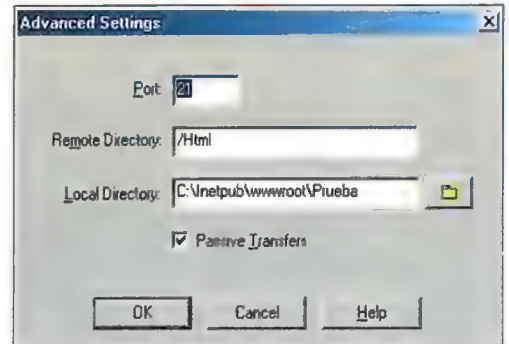 Advanced Settings
Port: 21
Remote Directory: /Html
Local Directory: C:\Inetpub\wwwroot\Prueba
Passive Transfers
OK Cancel Help